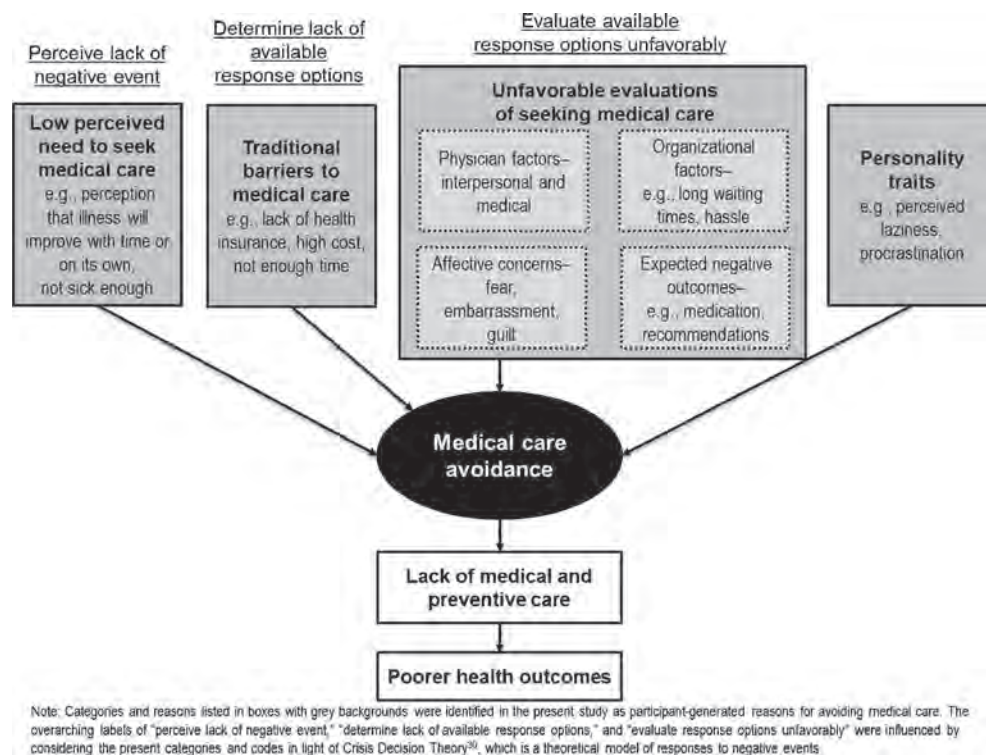 Perceive lack of
negative event
Determine lack of
available
response options
Evaluate available
response options unfavorably
Low perceived
need to seek
medical care
e.g., perception
that illness will
improve with time or
on its own,
not sick enough
Traditional
barriers to
medical care
e.g., lack of health
insurance, high cost,
not enough time
Unfavorable evaluations
of seeking medical care
Physician factors–
interpersonal and
medical
Organizational
factors–
e.g., long waiting
times, hassle
Affective concerns–
fear,
embarrassment,
guilt
Expected negative
outcomes–
e.g., medication,
recommendations
Personality
traits
e.g., perceived
laziness,
procrastination
Medical care
avoidance
Lack of medical and
preventive care
Poorer health outcomes
Note: Categories and reasons listed in boxes with grey backgrounds were identified in the present study as participant-generated reasons for avoiding medical care. The
overarching labels of “perceive lack of negative event,” “determine lack of available response options,” and “evaluate response options unfavorably” were influenced by
considering the present categories and codes in light of Crisis Decision Theory³⁰, which is a theoretical model of responses to negative events